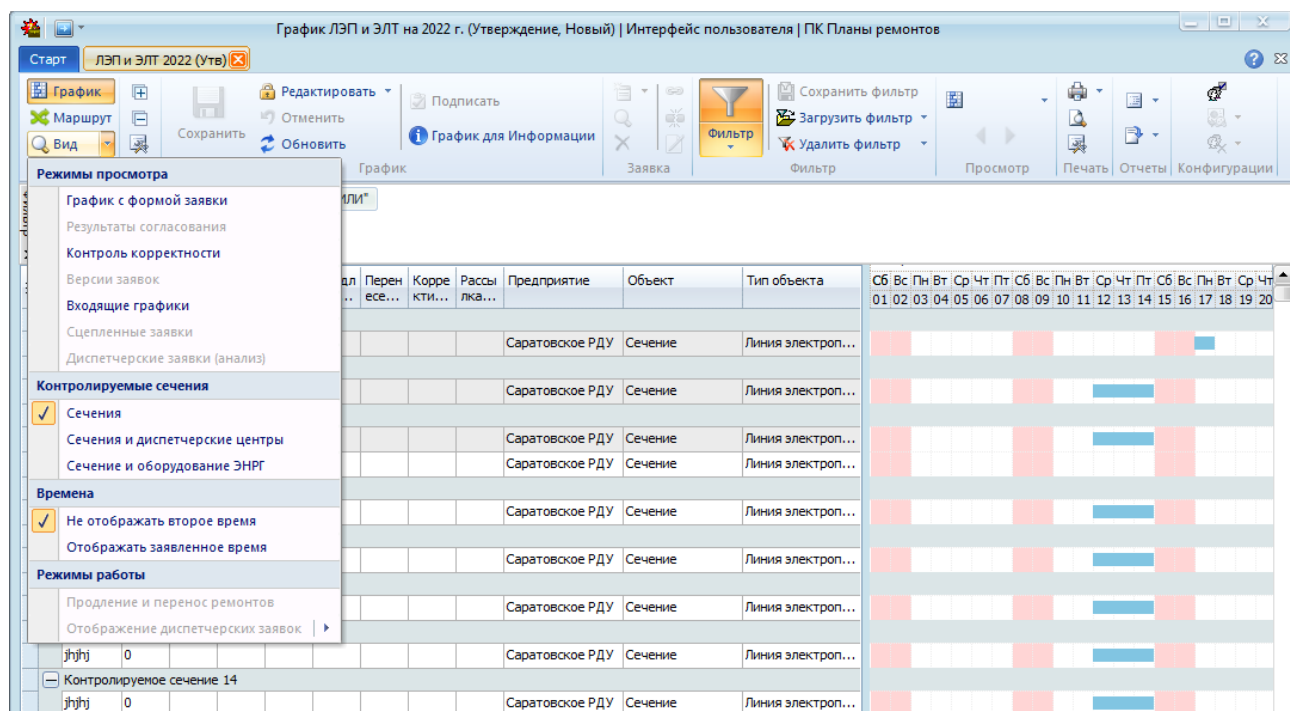 График ЛЭП и ЭЛТ на 2022 г. (Утверждение, Новый) | Интерфейс пользователя | ПК Планы ремонтов
Старт ЛЭП и ЭЛТ 2022 (Утв)
График Редактировать Подписать Сохранить фильтр
Маршрут Отменить Загрузить фильтр
Вид Сохранить Обновить График для Информации Фильтр Удалить фильтр
График Заявка Фильтр Просмотр Печать Отчеты Конфигурации
Режимы просмотра
График с формой заявки
Результаты согласования
Контроль корректности
Версии заявок
Входящие графики
Сцепленные заявки
Диспетчерские заявки (анализ)
Контролируемые сечения
Сечения
Сечения и диспетчерские центры
Сечение и оборудование ЭНРГ
Времена
Не отображать второе время
Отображать заявленное время
Режимы работы
Продление и перенос ремонтов
Отображение диспетчерских заявок
Перен Корре Рассы Предприятие Объект Тип объекта Сб Вс Пн Вт Ср Чт Пт Сб Вс Пн Вт Ср Чт Пт Сб Вс Пн Вт Ср Чт
есе... кти... лка... 01 02 03 04 05 06 07 08 09 10 11 12 13 14 15 16 17 18 19 20
Саратовское РДУ Сечение Линия электроп...
Саратовское РДУ Сечение Линия электроп...
Саратовское РДУ Сечение Линия электроп...
Саратовское РДУ Сечение Линия электроп...
Саратовское РДУ Сечение Линия электроп...
Саратовское РДУ Сечение Линия электроп...
Саратовское РДУ Сечение Линия электроп...
jhjhj 0 Саратовское РДУ Сечение Линия электроп...
Контролируемое сечение 14
jhjhj 0 Саратовское РДУ Сечение Линия электроп...